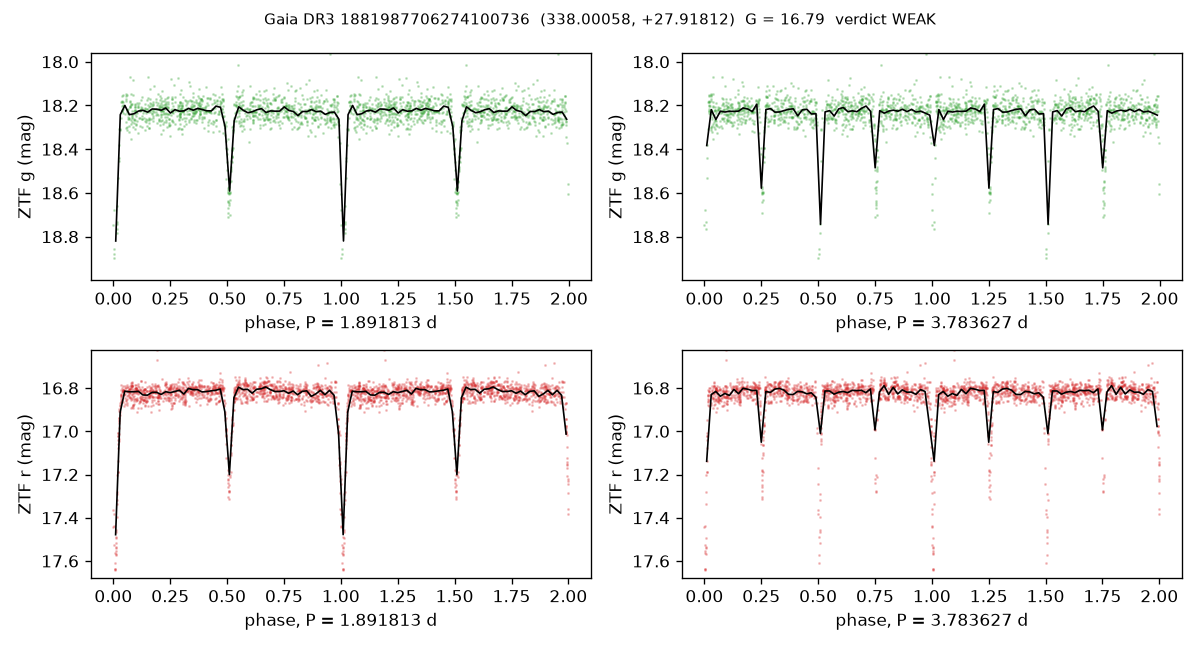 Gaia DR3 1881987706274100736 (338.00058, +27.91812) G = 16.79 verdict WEAK
ZTF g (mag)
18.0
18.2
18.4
18.6
18.8
0.00 0.25 0.50 0.75 1.00 1.25 1.50 1.75 2.00
phase, P = 1.891813 d
ZTF g (mag)
18.0
18.2
18.4
18.6
18.8
0.00 0.25 0.50 0.75 1.00 1.25 1.50 1.75 2.00
phase, P = 3.783627 d
ZTF r (mag)
16.8
17.0
17.2
17.4
17.6
0.00 0.25 0.50 0.75 1.00 1.25 1.50 1.75 2.00
phase, P = 1.891813 d
ZTF r (mag)
16.8
17.0
17.2
17.4
17.6
0.00 0.25 0.50 0.75 1.00 1.25 1.50 1.75 2.00
phase, P = 3.783627 d